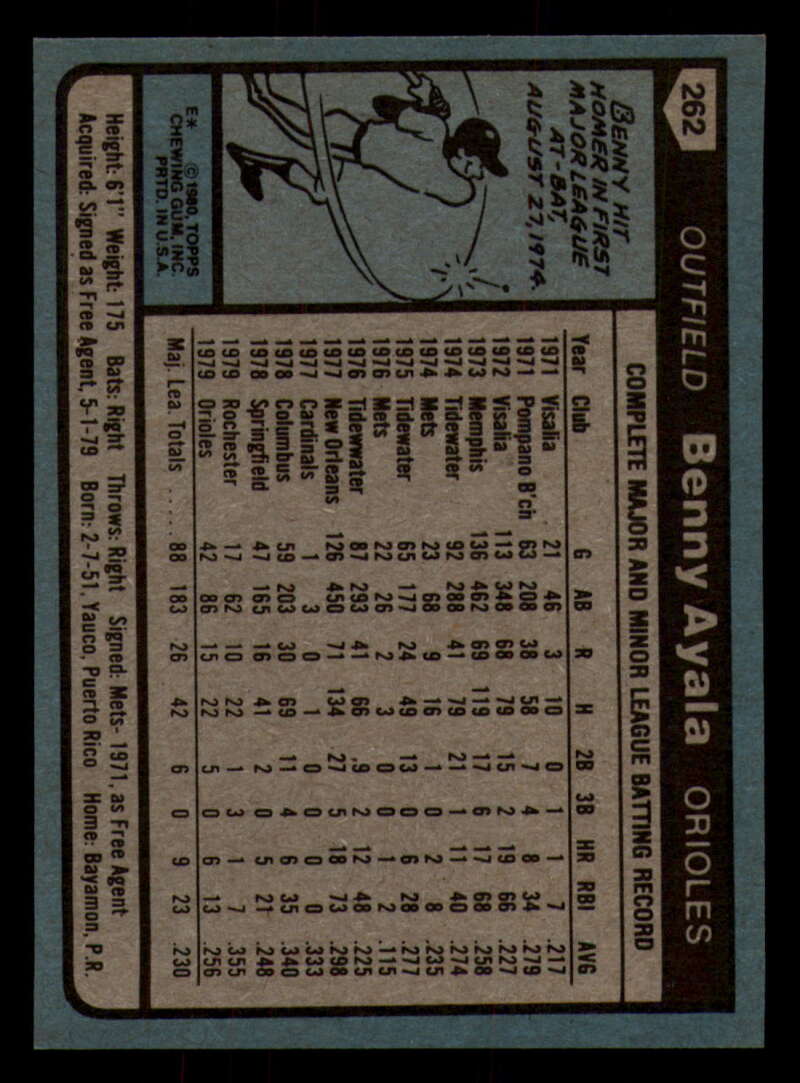 262 OUTFIELD Benny Ayala ORIOLES
BENNY HIT
HOMER IN FIRST
MAJOR LEAGUE
AT-BAT,
AUGUST 27, 1974.
E* © 1980, TOPPS
CHEWING GUM, INC.
PRTD. IN U.S.A.
COMPLETE MAJOR AND MINOR LEAGUE BATTING RECORD
Year Club G AB R H 2B 3B HR RBI AVG
1971 Visalia 21 46 3 10 0 1 1 7 .217
1971 Pompano B'ch 63 208 38 58 7 4 8 34 .279
1972 Visalia 113 348 68 79 15 2 19 66 .227
1973 Memphis 136 462 69 119 17 6 17 68 .258
1974 Tidewater 92 288 41 79 21 1 11 40 .274
1974 Mets 23 68 9 16 1 0 2 8 .235
1975 Tidewater 65 177 24 49 13 0 6 28 .277
1976 Mets 22 26 2 3 0 0 1 2 .115
1976 Tidewwater 87 293 41 66 9 2 12 48 .225
1977 New Orleans 126 450 71 134 27 5 18 73 .298
1977 Cardinals 1 3 0 1 0 0 0 0 .333
1978 Columbus 59 203 30 69 11 4 6 35 .340
1978 Springfield 47 165 16 41 2 0 5 21 .248
1979 Rochester 17 62 10 22 1 3 1 7 .355
1979 Orioles 42 86 15 22 5 0 6 13 .256
Maj. Lea. Totals ..... 88 183 26 42 6 0 9 23 .230
Height: 6'1" Weight: 175 Bats: Right Throws: Right Signed: Mets-1971, as Free Agent
Acquired: Signed as Free Agent, 5-1-79 Born: 2-7-51, Yauco, Puerto Rico Home: Bayamon, P.R.